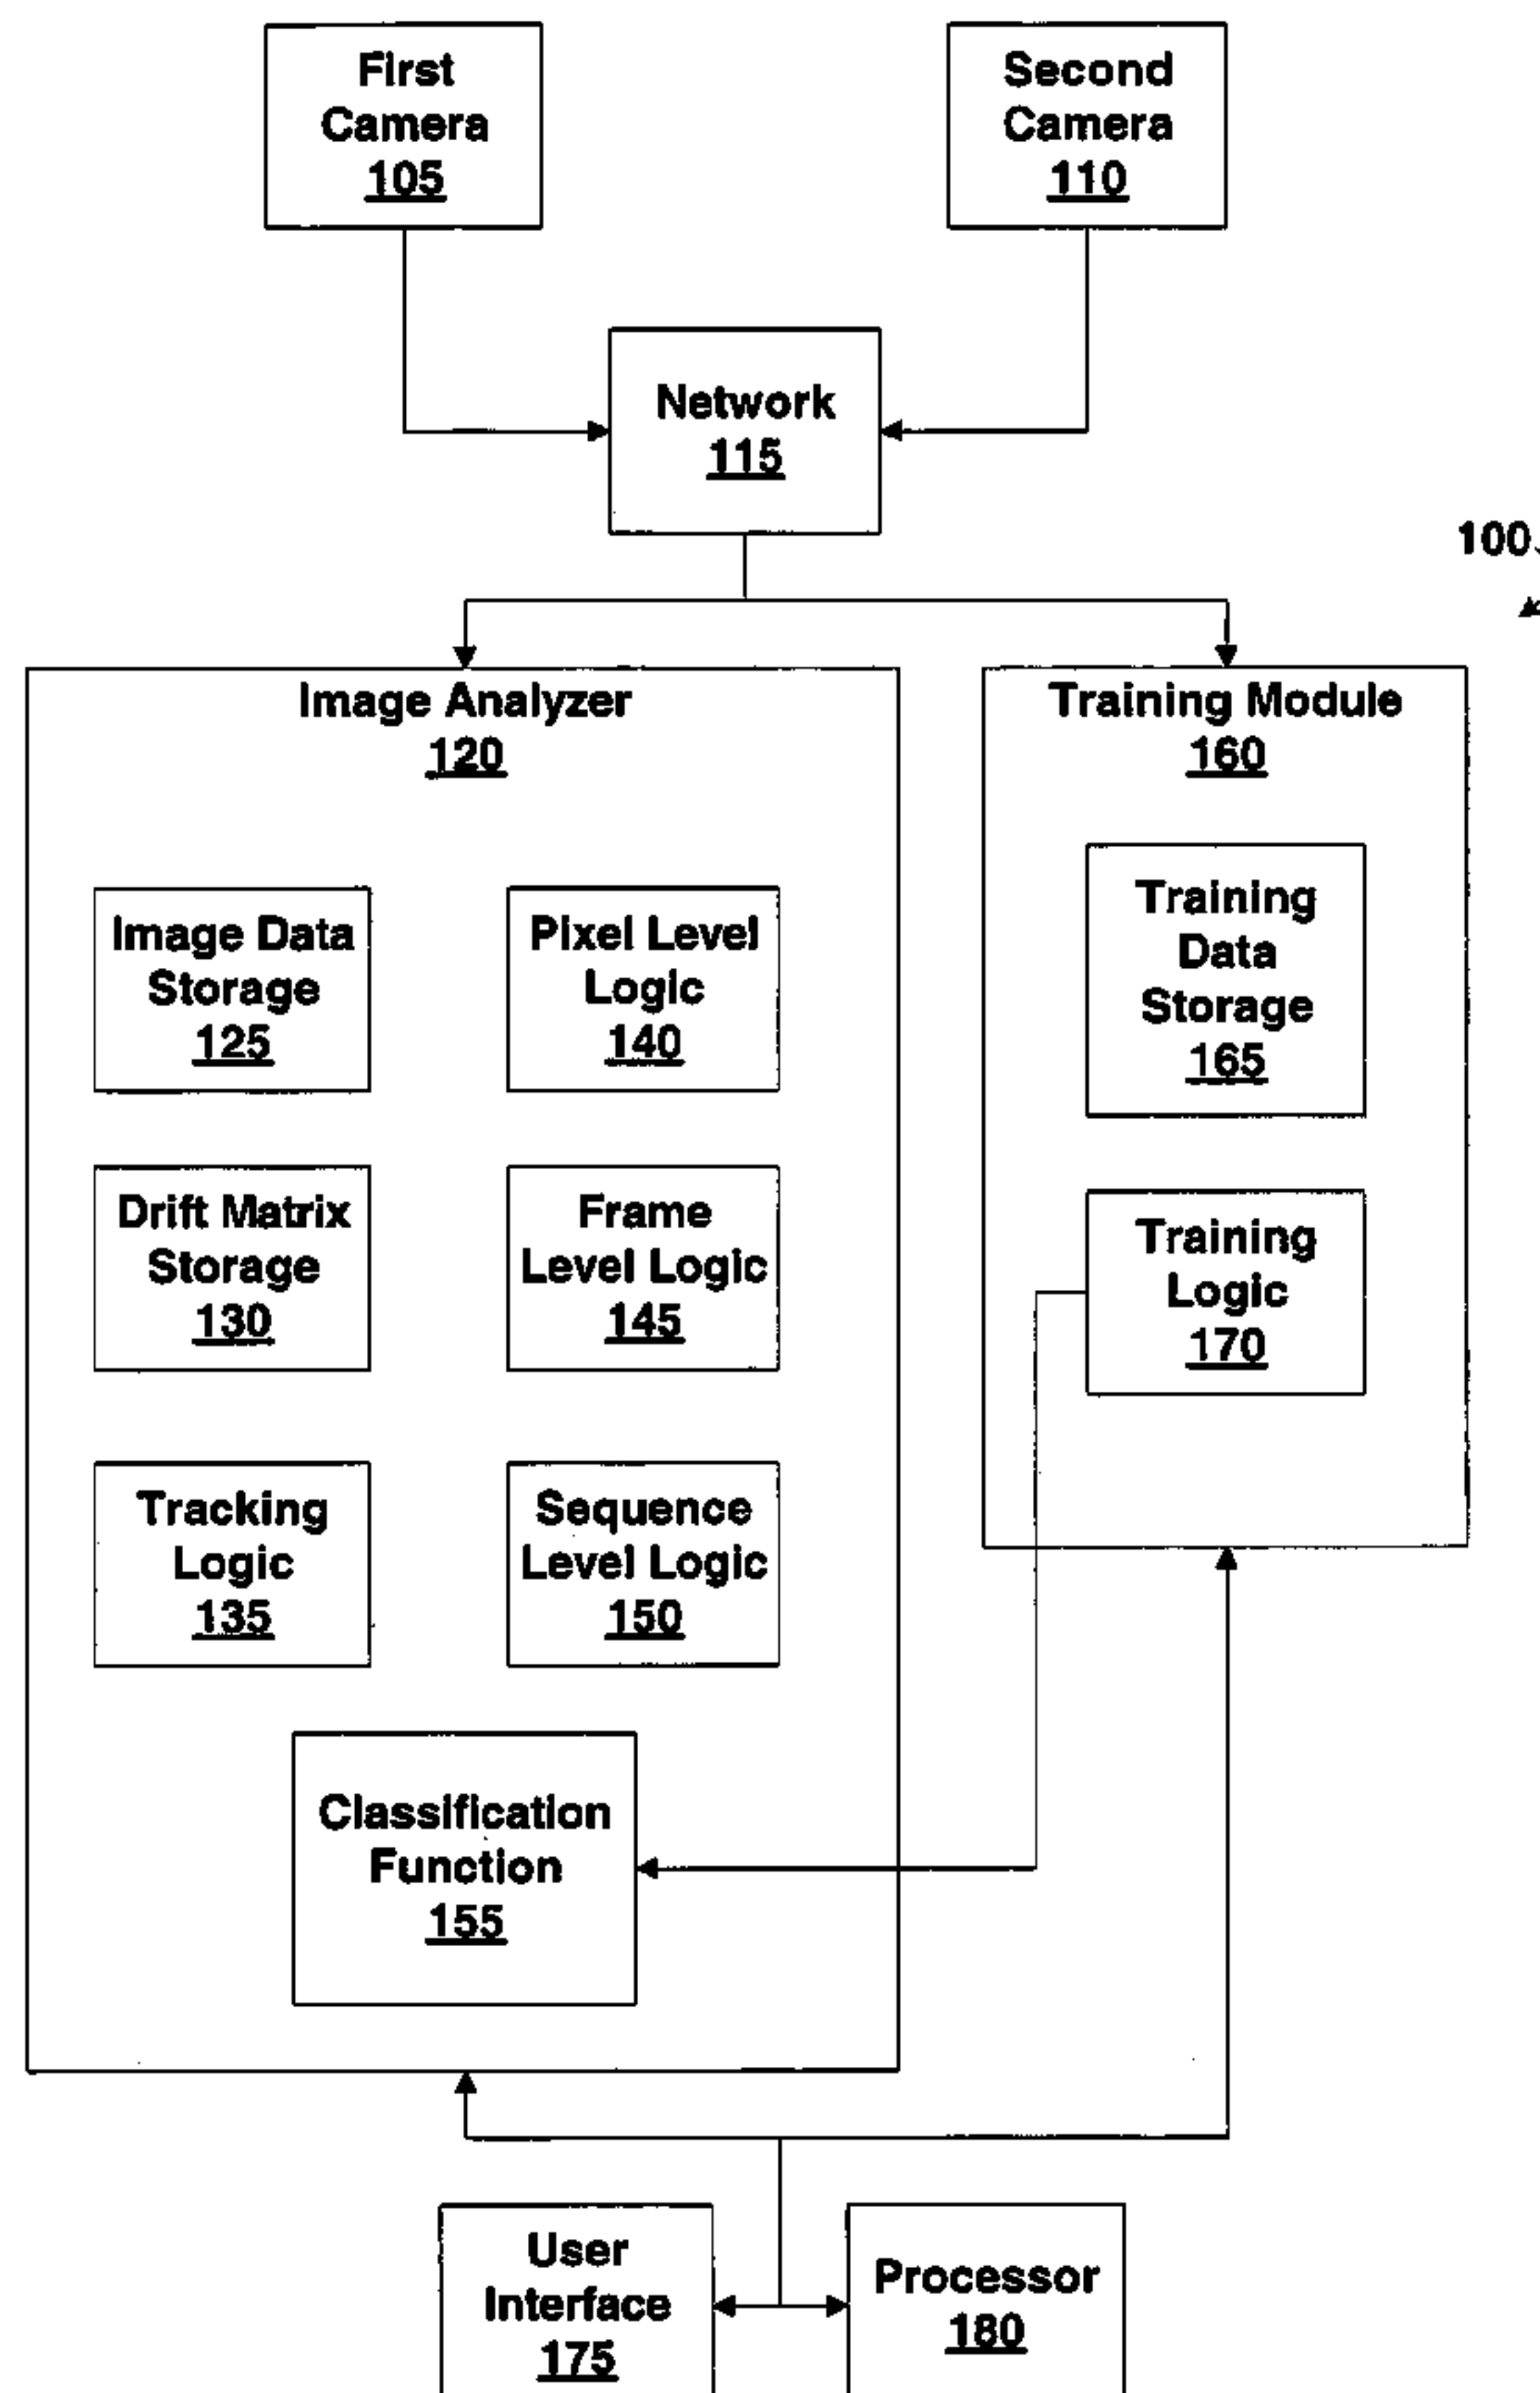 First
Camera
105
Second
Camera
110
Network
115
100
Image Analyzer
120
Training Module
160
Image Data
Storage
125
Pixel Level
Logic
140
Training
Data
Storage
165
Drift Matrix
Storage
130
Frame
Level Logic
145
Training
Logic
170
Tracking
Logic
135
Sequence
Level Logic
150
Classification
Function
155
User
Interface
175
Processor
180